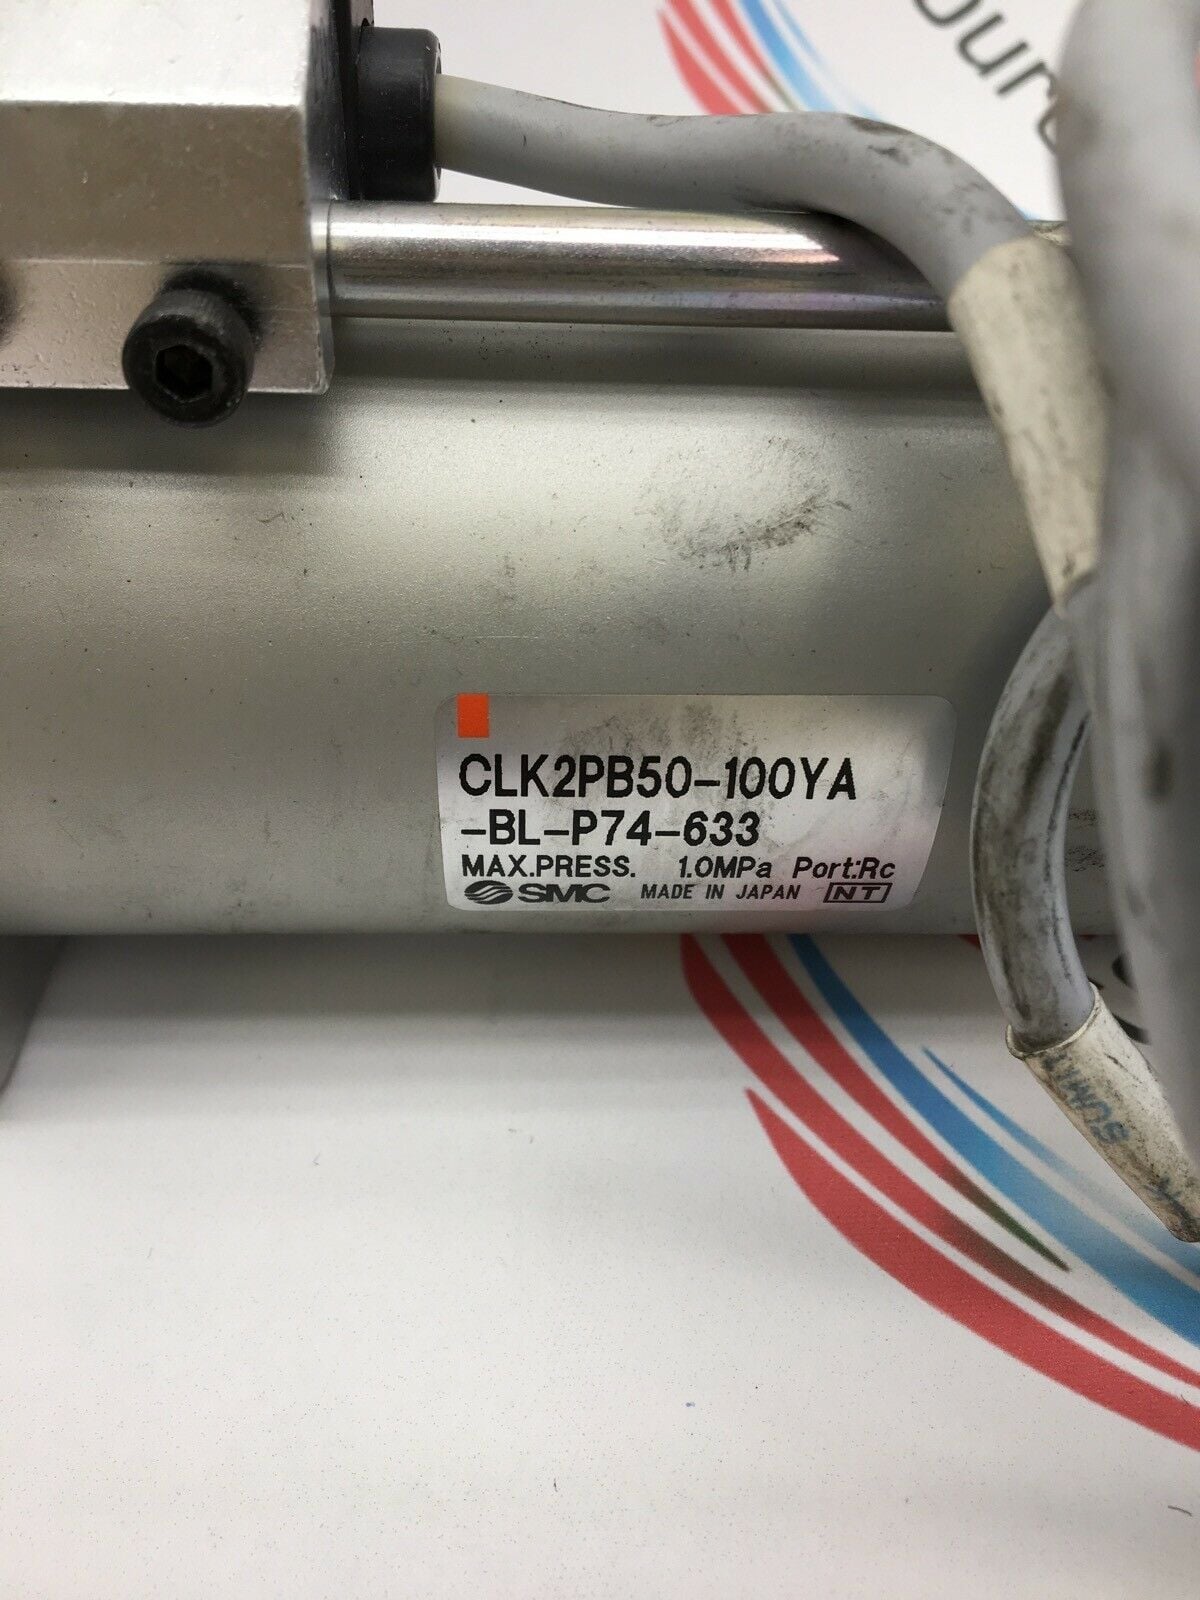 CLK2PB50-100YA
-BL-P74-633
MAX.PRESS. 1.0MPa Port:Rc
SMC MADE IN JAPAN NT